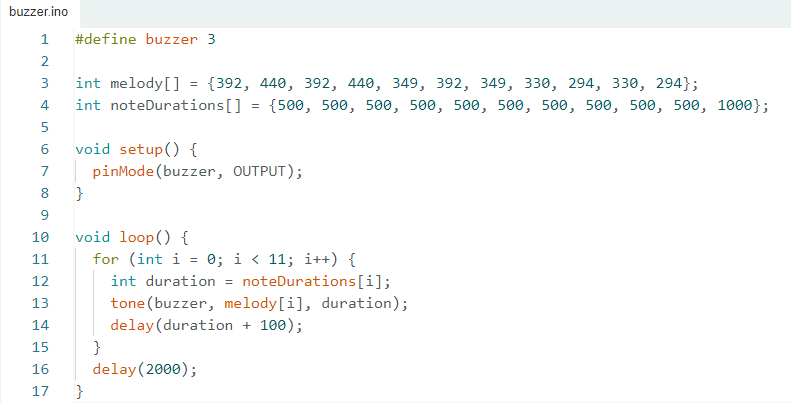 buzzer.ino
1 #define buzzer 3
2
3 int melody[] = {392, 440, 392, 440, 349, 392, 349, 330, 294, 330, 294};
4 int noteDurations[] = {500, 500, 500, 500, 500, 500, 500, 500, 500, 500, 1000};
5
6 void setup() {
7   pinMode(buzzer, OUTPUT);
8 }
9
10 void loop() {
11   for (int i = 0; i < 11; i++) {
12     int duration = noteDurations[i];
13     tone(buzzer, melody[i], duration);
14     delay(duration + 100);
15   }
16   delay(2000);
17 }